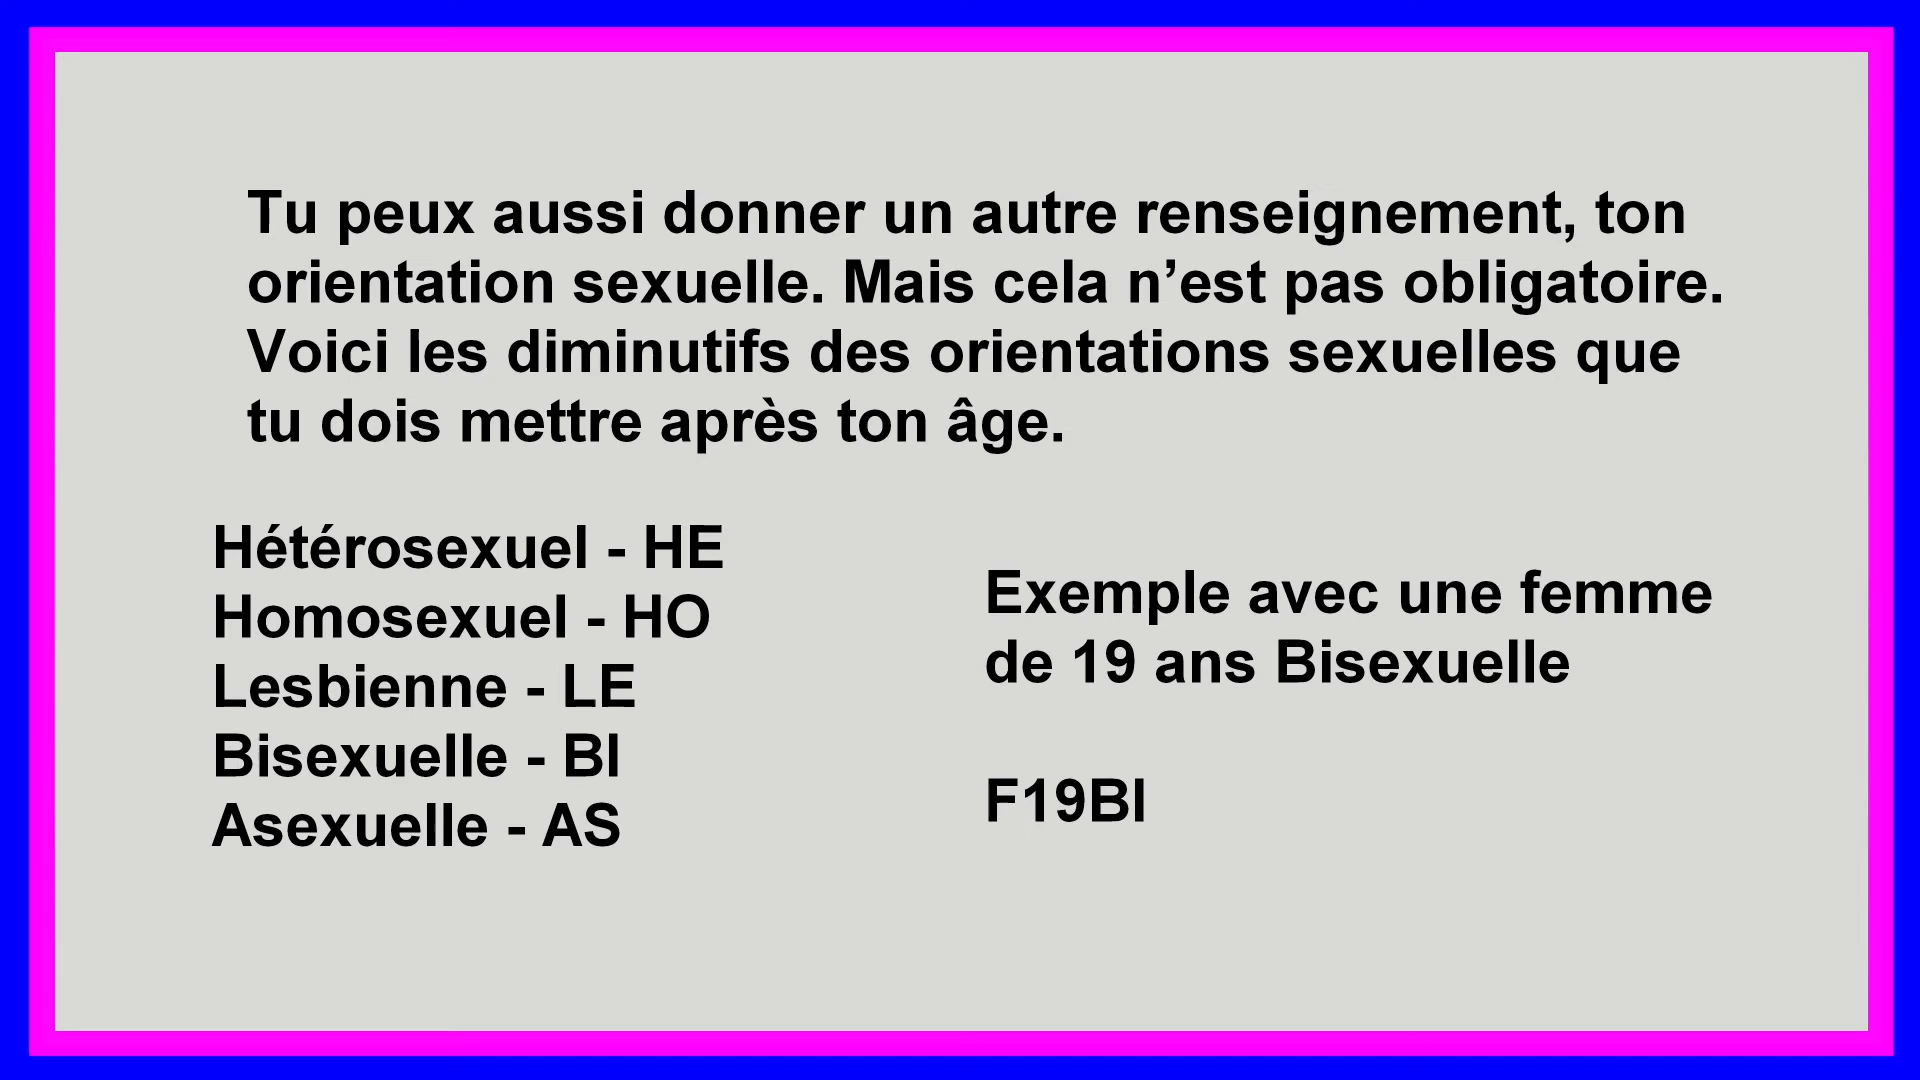 Tu peux aussi donner un autre renseignement, ton
orientation sexuelle. Mais cela n’est pas obligatoire.
Voici les diminutifs des orientations sexuelles que
tu dois mettre après ton âge.
Hétérosexuel - HE
Homosexuel - HO
Lesbienne - LE
Bisexuelle - BI
Asexuelle - AS
Exemple avec une femme
de 19 ans Bisexuelle
F19BI